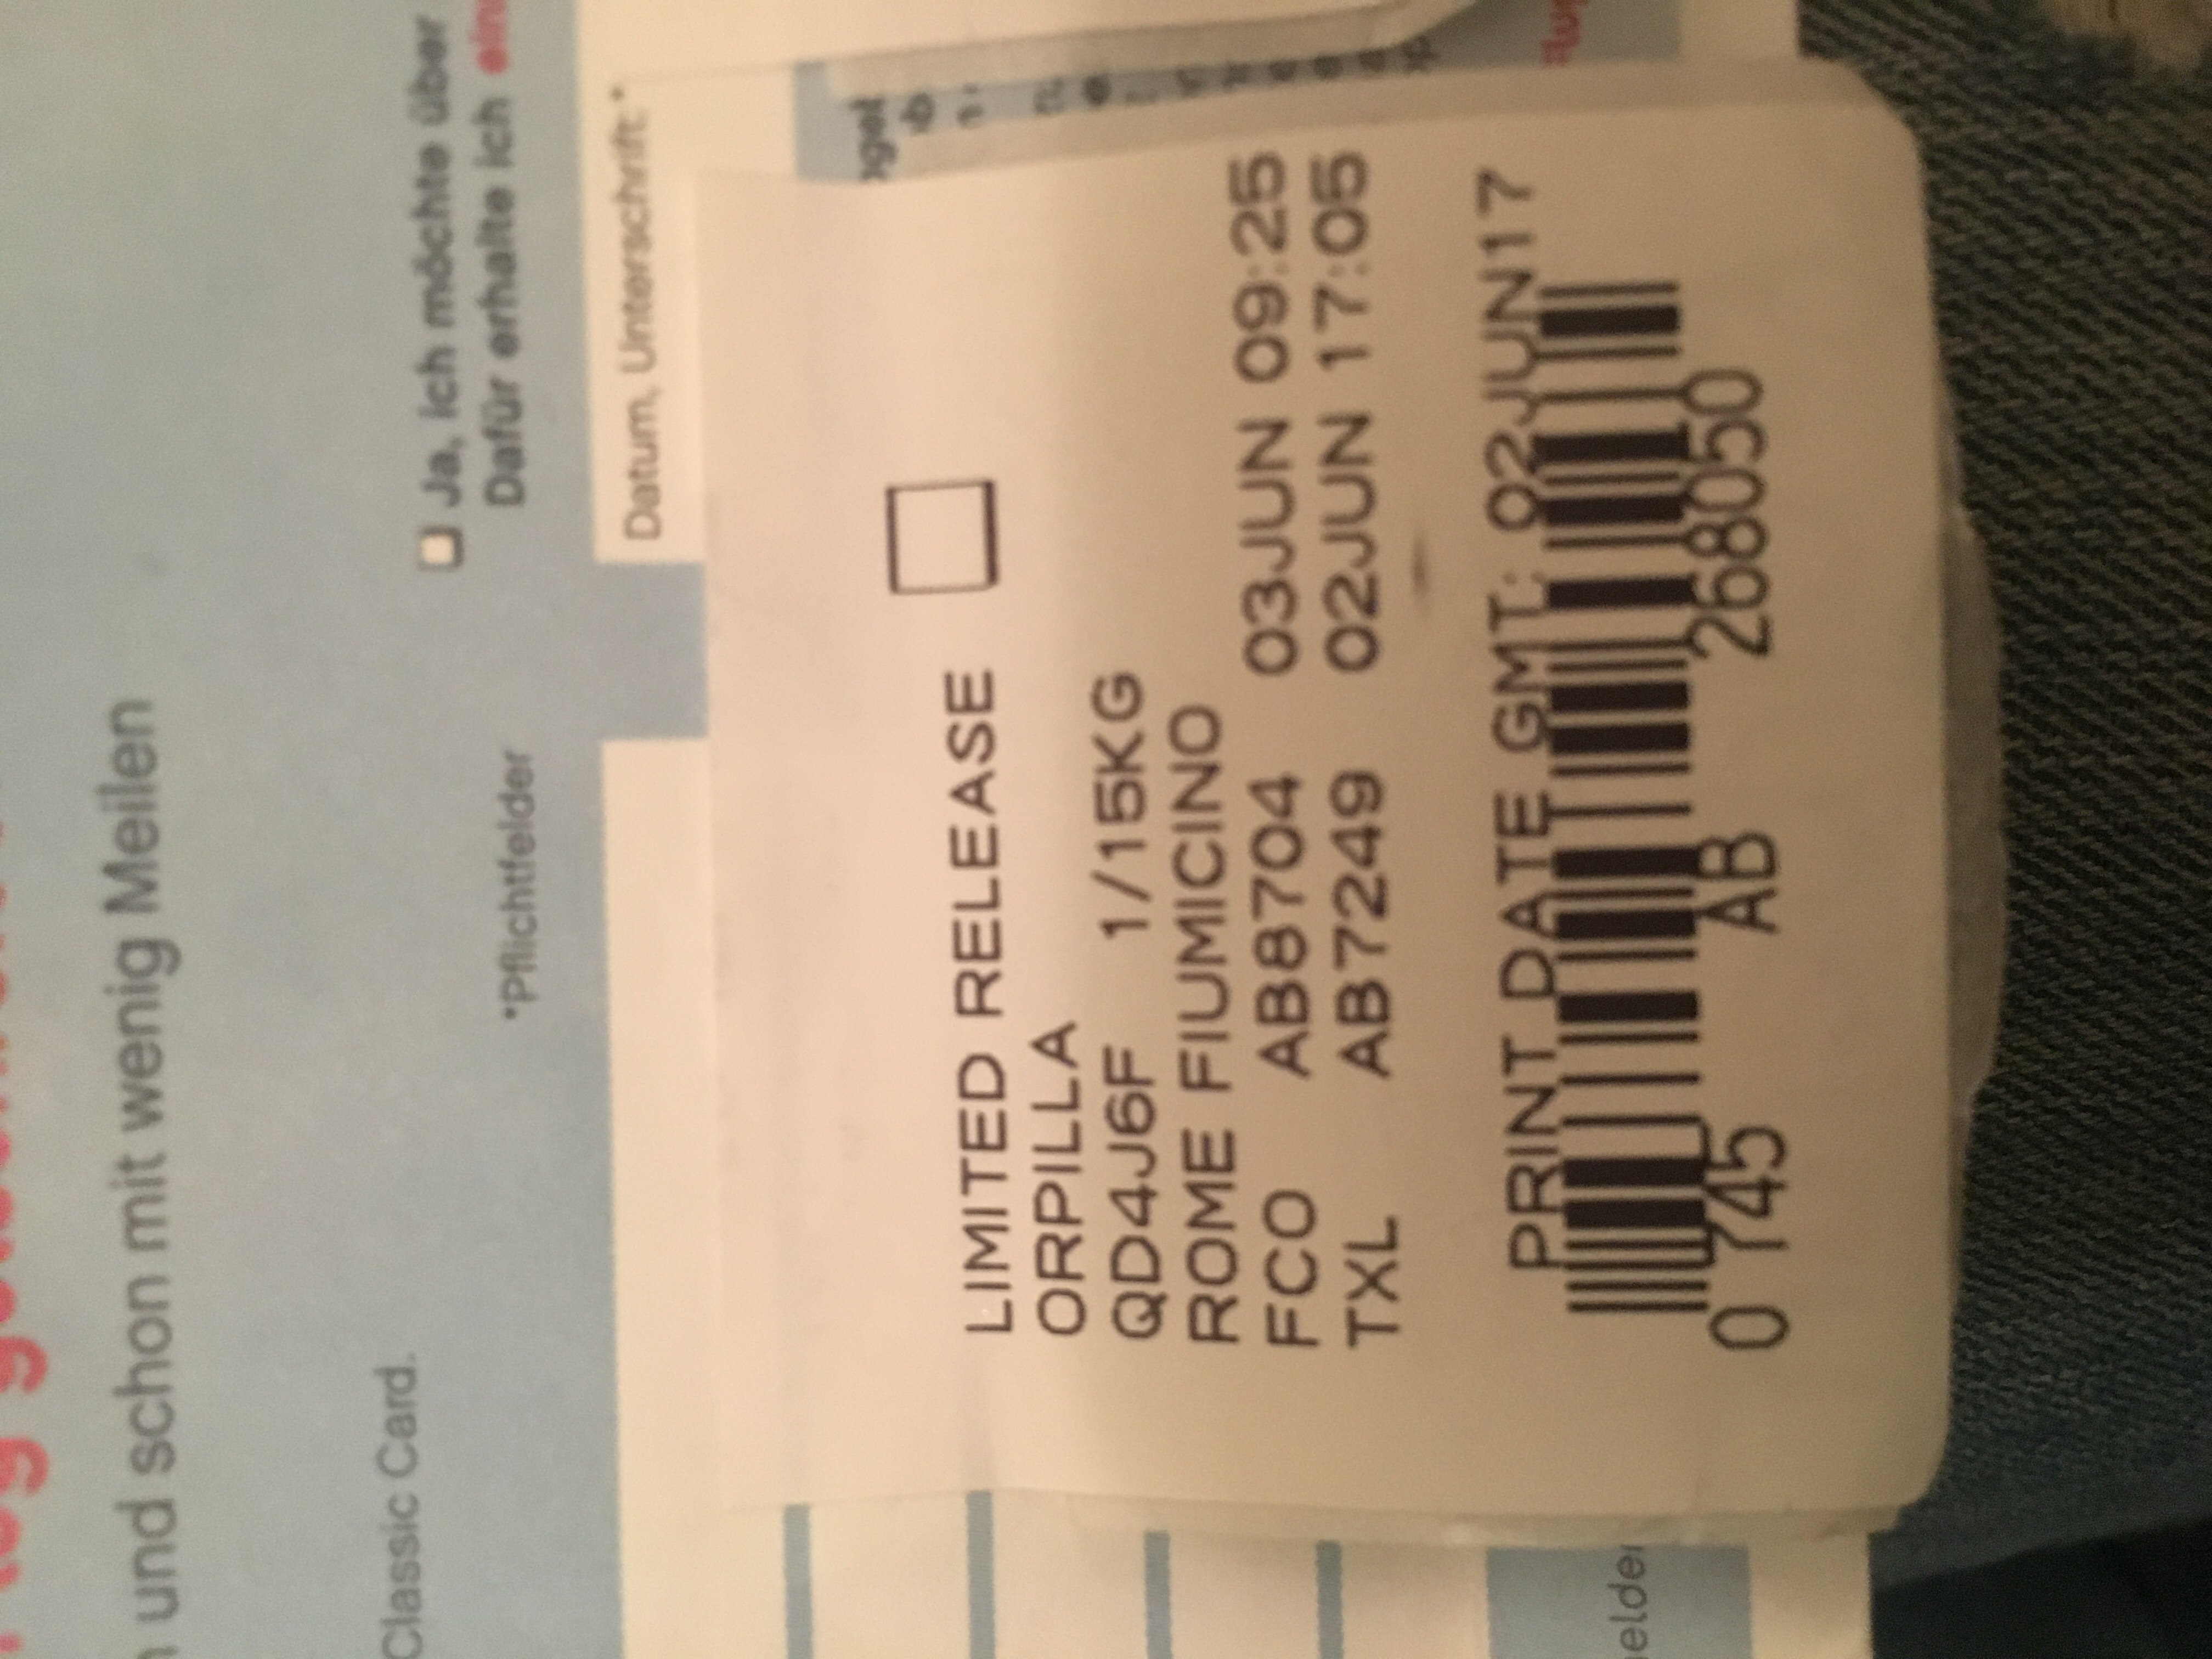 und schon mit wenig Meilen
Classic Card.
Ja, ich möchte über
Dafür erhalte ich
*Pflichtfelder
Datum, Unterschrift:*
LIMITED RELEASE
ORPILLA
QD4J6F 1/15KG
ROME FIUMICINO
FCO AB8704 03JUN 09:25
TXL AB7249 02JUN 17:05
PRINT DATE GMT: 02JUN17
0 745 AB 268050